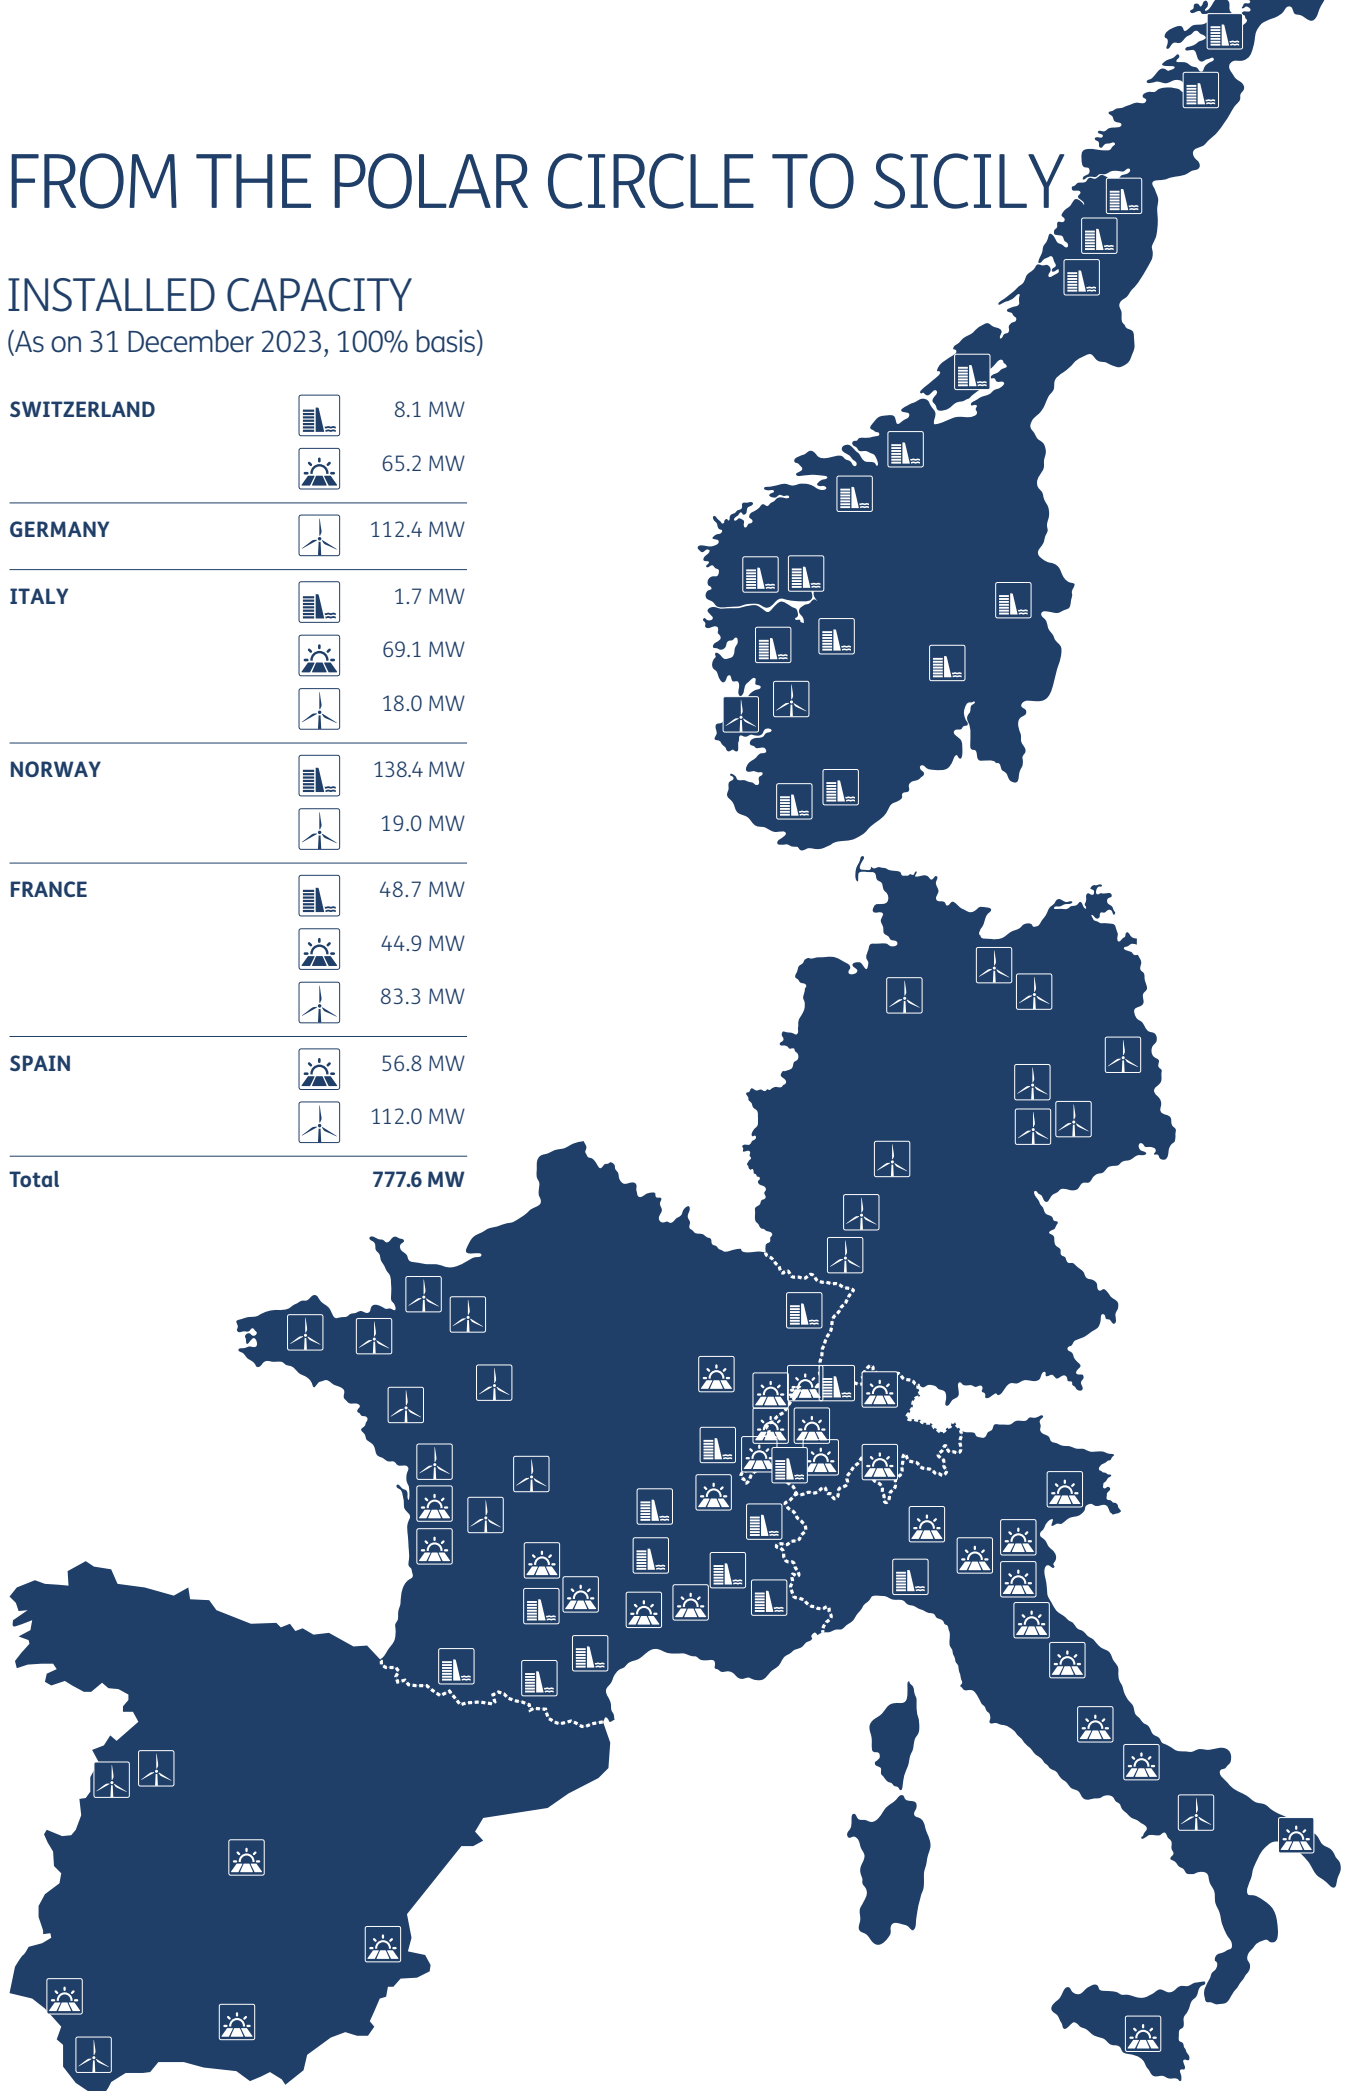 FROM THE POLAR CIRCLE TO SICILY
INSTALLED CAPACITY
(As on 31 December 2023, 100% basis)
SWITZERLAND 8.1 MW
65.2 MW
GERMANY 112.4 MW
ITALY 1.7 MW
69.1 MW
18.0 MW
NORWAY 138.4 MW
19.0 MW
FRANCE 48.7 MW
44.9 MW
83.3 MW
SPAIN 56.8 MW
112.0 MW
Total 777.6 MW